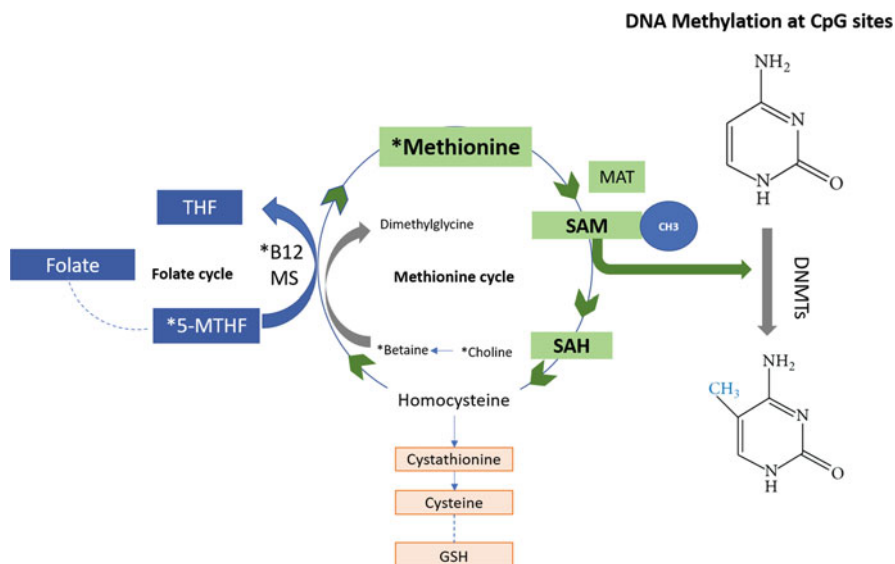 DNA Methylation at CpG sites
NH2
N
N
H
O
*Methionine
MAT
THF
Dimethylglycine
SAM
CH3
Folate
Folate cycle
*B12
MS
Methionine cycle
DNMTs
*5-MTHF
*Betaine
*Choline
SAH
Homocysteine
CH3
NH2
N
N
H
O
Cystathionine
Cysteine
GSH